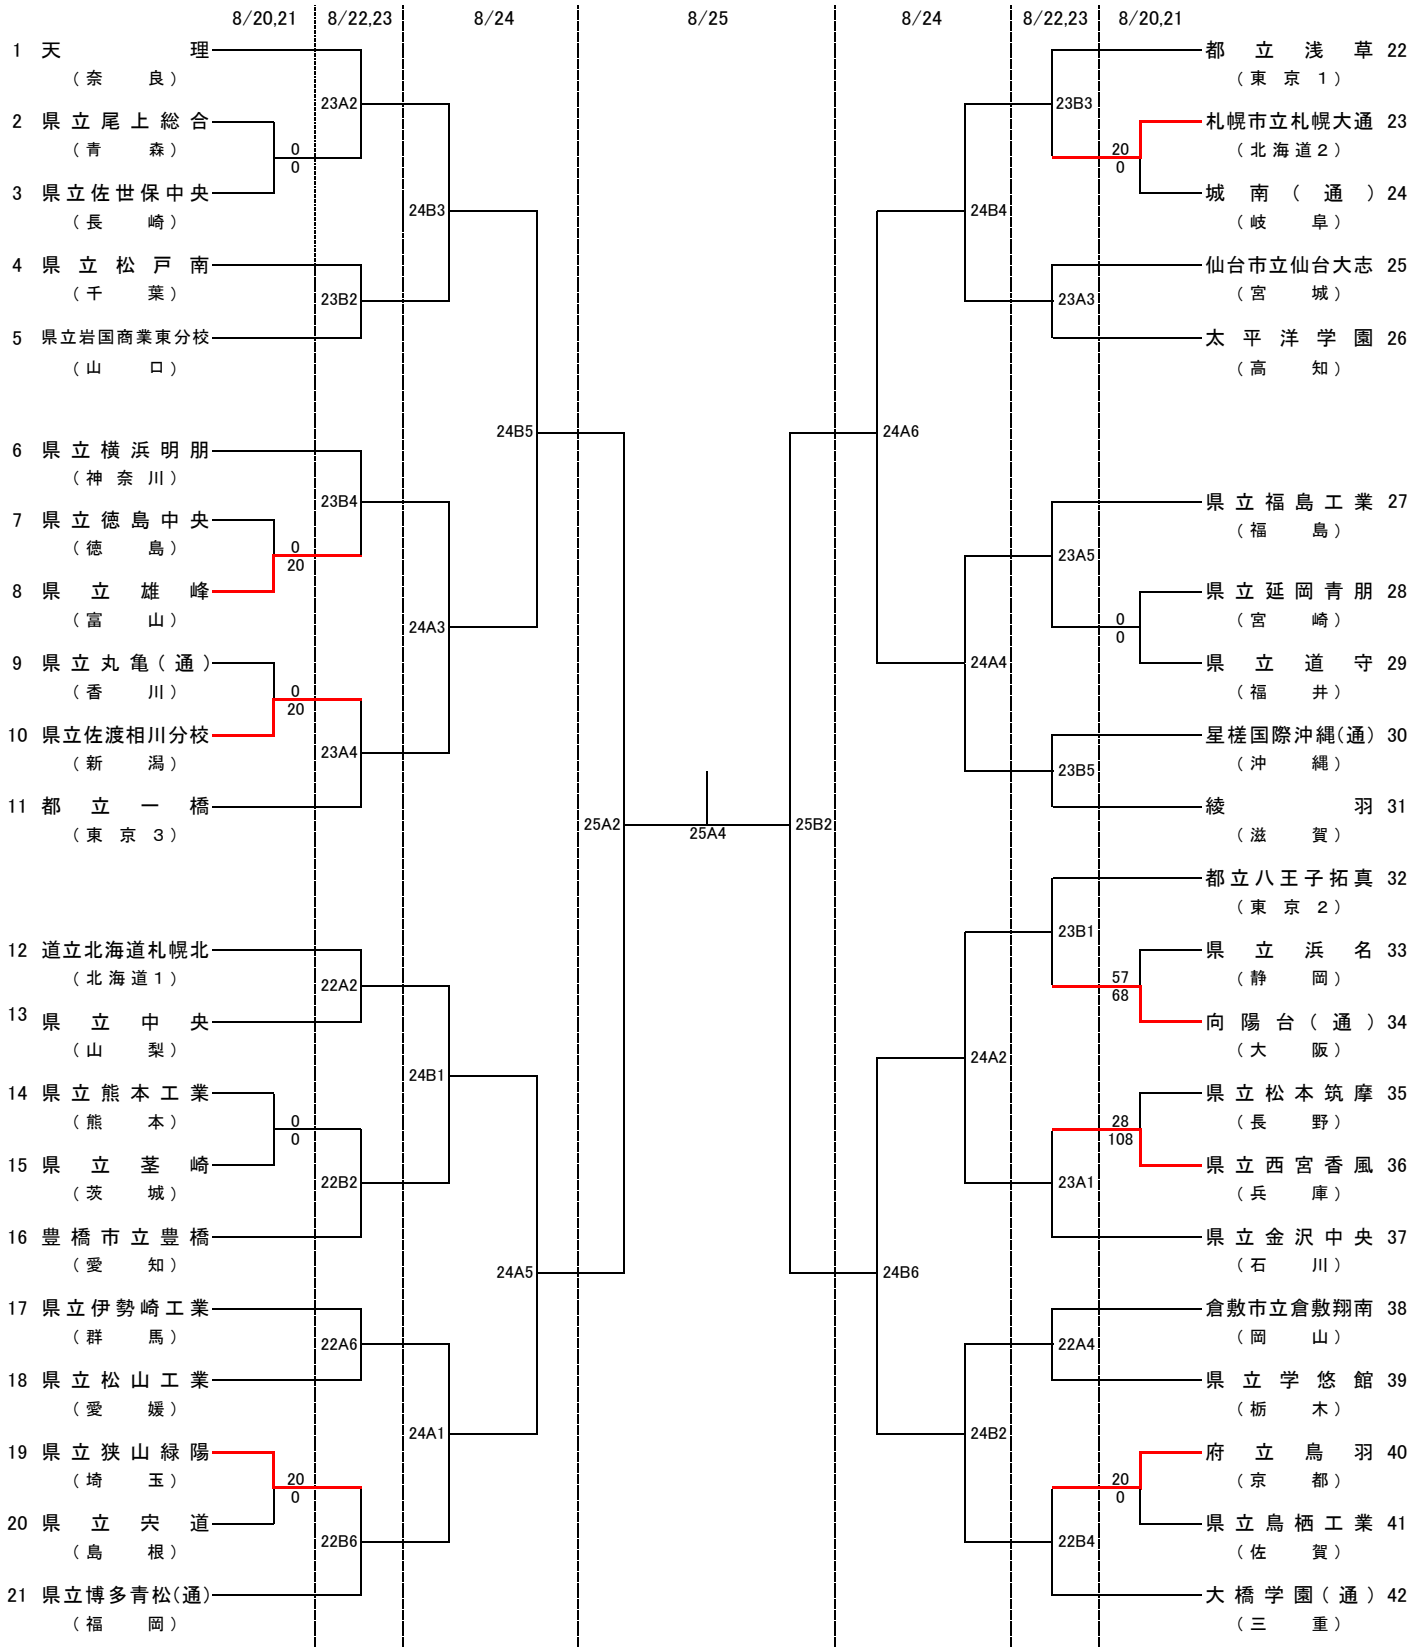 8/20,21 8/22,23 8/24 8/25 8/24 8/22,23 8/20,21
1 天理
（奈良）
2 県立尾上総合
（青森）
3 県立佐世保中央
（長崎）
4 県立松戸南
（千葉）
5 県立岩国商業東分校
（山口）
6 県立横浜明朋
（神奈川）
7 県立徳島中央
（徳島）
8 県立雄峰
（富山）
9 県立丸亀(通)
（香川）
10 県立佐渡相川分校
（新潟）
11 都立一橋
（東京3）
12 道立北海道札幌北
（北海道1）
13 県立中央
（山梨）
14 県立熊本工業
（熊本）
15 県立茎崎
（茨城）
16 豊橋市立豊橋
（愛知）
17 県立伊勢崎工業
（群馬）
18 県立松山工業
（愛媛）
19 県立狭山緑陽
（埼玉）
20 県立宍道
（島根）
21 県立博多青松(通)
（福岡）
0
0
0
20
0
20
0
0
20
0
23A2
23B2
23B4
23A4
22A2
22B2
22A6
22B6
24B3
24A3
24B1
24A1
24B5
24A5
25A2
25A4
25B2
24A6
24B6
24B4
24A4
24A2
24B2
23B3
23A3
23A5
23B5
23B1
23A1
22A4
22B4
20
0
0
0
57
68
28
108
20
0
都立浅草 22
（東京1）
札幌市立札幌大通 23
（北海道2）
城南(通) 24
（岐阜）
仙台市立仙台大志 25
（宮城）
太平洋学園 26
（高知）
県立福島工業 27
（福島）
県立延岡青朋 28
（宮崎）
県立道守 29
（福井）
星槎国際沖縄(通) 30
（沖縄）
綾羽 31
（滋賀）
都立八王子拓真 32
（東京2）
県立浜名 33
（静岡）
向陽台(通) 34
（大阪）
県立松本筑摩 35
（長野）
県立西宮香風 36
（兵庫）
県立金沢中央 37
（石川）
倉敷市立倉敷翔南 38
（岡山）
県立学悠館 39
（栃木）
府立鳥羽 40
（京都）
県立鳥栖工業 41
（佐賀）
大橋学園(通) 42
（三重）